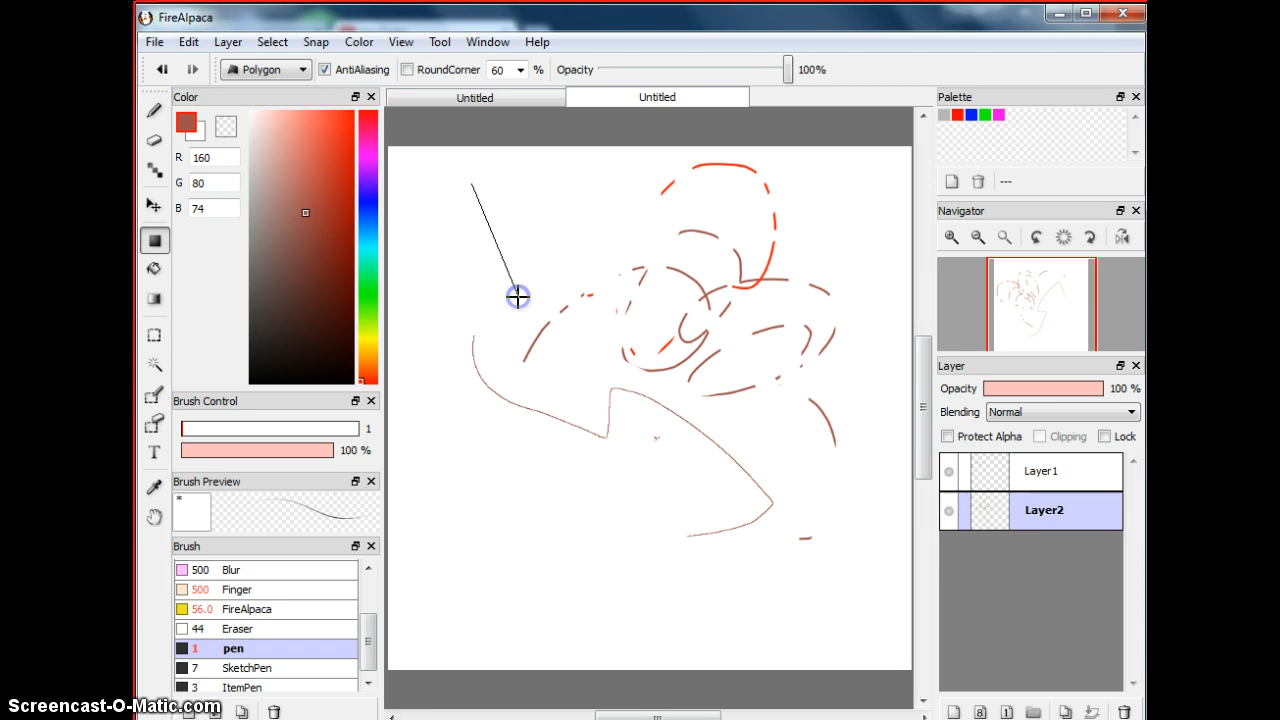 FireAlpaca
File Edit Layer Select Snap Color View Tool Window Help
Polygon AntiAliasing RoundCorner 60 % Opacity 100%
Color
Untitled Untitled
Palette
R 160
G 80
B 74
---
Navigator
Layer
Opacity 100 %
Blending Normal
Protect Alpha Clipping Lock
Brush Control
1
100 %
Layer1
Layer2
Brush Preview
*
Brush
500 Blur
500 Finger
56.0 FireAlpaca
44 Eraser
1 pen
7 SketchPen
3 ItemPen
T
8 1
Screencast-O-Matic.com